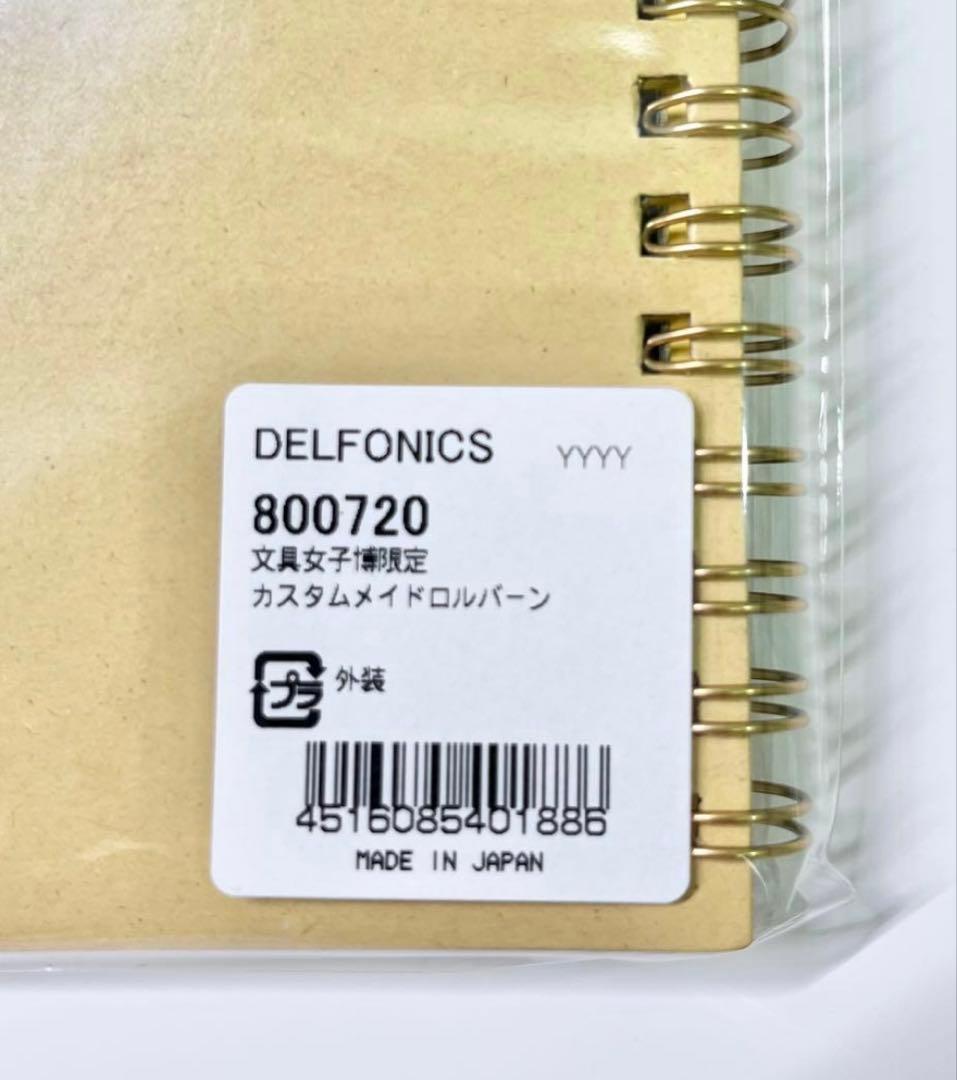 DELFONICS YYYY
800720
文具女子博限定
カスタムメイドロルバーン
プラ 外装
4516085401886
MADE IN JAPAN